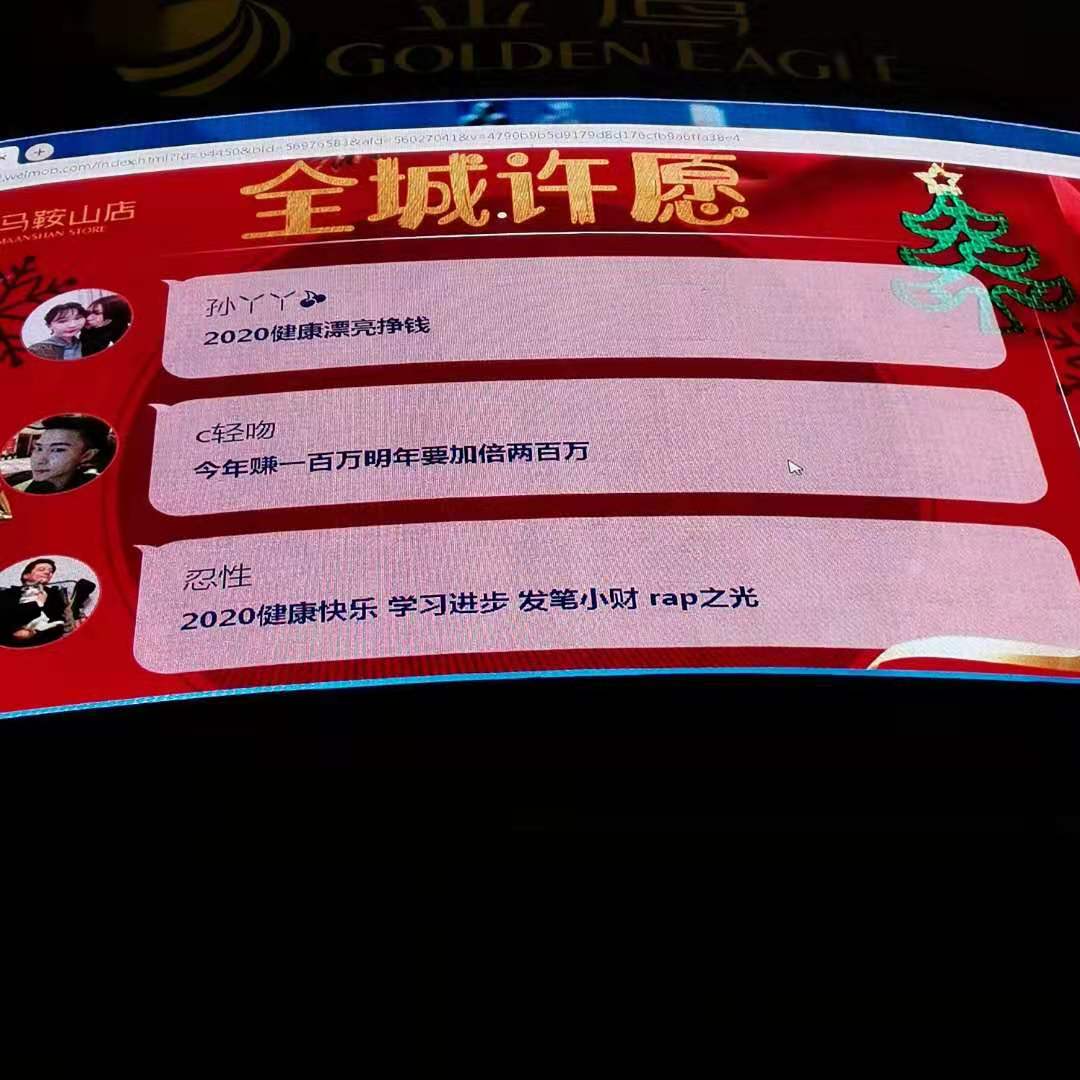 GOLDEN EAGLE
全城许愿
马鞍山店
MAANSHAN STORE
孙丫丫🍒
2020健康漂亮挣钱
c轻吻
今年赚一百万明年要加倍两百万
忍性
2020健康快乐 学习进步 发笔小财 rap之光